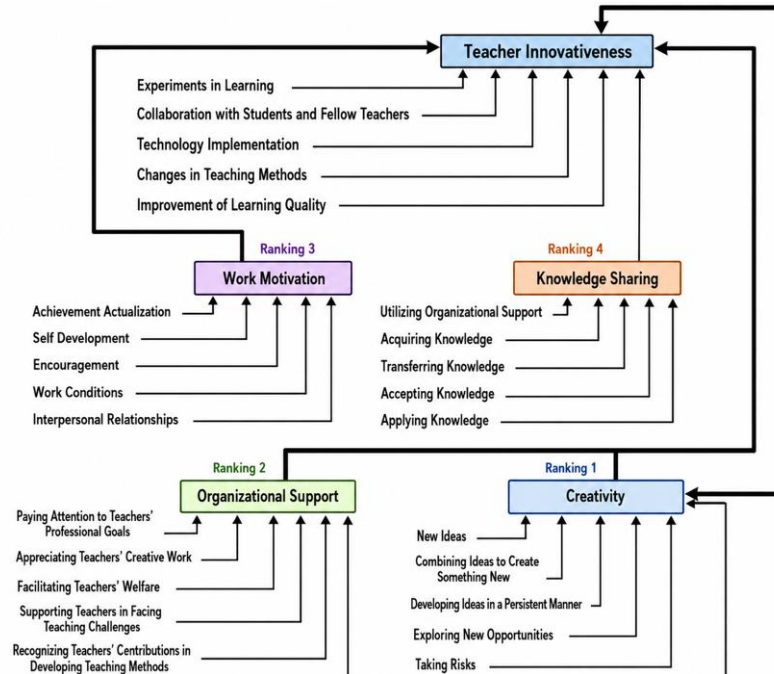 Teacher Innovativeness
Experiments in Learning
Collaboration with Students and Fellow Teachers
Technology Implementation
Changes in Teaching Methods
Improvement of Learning Quality
Ranking 3
Work Motivation
Achievement Actualization
Self Development
Encouragement
Work Conditions
Interpersonal Relationships
Ranking 4
Knowledge Sharing
Utilizing Organizational Support
Acquiring Knowledge
Transferring Knowledge
Accepting Knowledge
Applying Knowledge
Ranking 2
Organizational Support
Paying Attention to Teachers'
Professional Goals
Appreciating Teachers' Creative Work
Facilitating Teachers' Welfare
Supporting Teachers in Facing
Teaching Challenges
Recognizing Teachers' Contributions in
Developing Teaching Methods
Ranking 1
Creativity
New Ideas
Combining Ideas to Create
Something New
Developing Ideas in a Persistent Manner
Exploring New Opportunities
Taking Risks